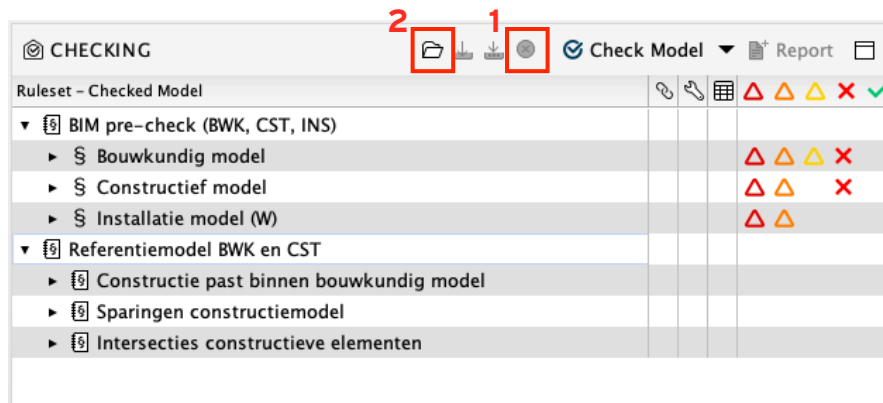 2 1
CHECKING Check Model Report
Ruleset – Checked Model
BIM pre-check (BWK, CST, INS)
§ Bouwkundig model
§ Constructief model
§ Installatie model (W)
§ Referentiemodel BWK en CST
§ Constructie past binnen bouwkundig model
§ Sparingen constructiemodel
§ Intersecties constructieve elementen